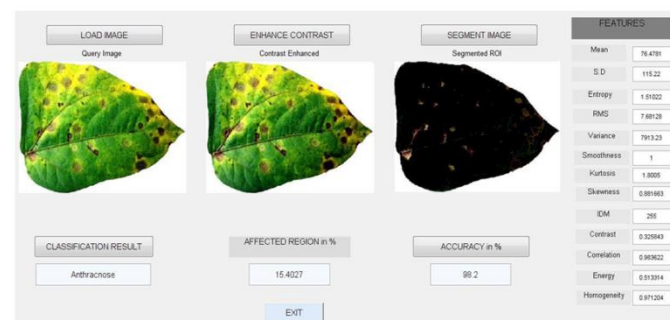 LOAD IMAGE
Query Image
ENHANCE CONTRAST
Contrast Enhanced
SEGMENT IMAGE
Segmented ROI
CLASSIFICATION RESULT
Anthracnose
AFFECTED REGION in %
15.4027
ACCURACY in %
98.2
EXIT
FEATURES
Mean 76.4781
S.D 115.22
Entropy 1.51022
RMS 7.68128
Variance 7913.23
Smoothness 1
Kurtosis 1.8005
Skewness 0.881663
IDM 255
Contrast 0.325843
Correlation 0.983622
Energy 0.513314
Homogeneity 0.971204